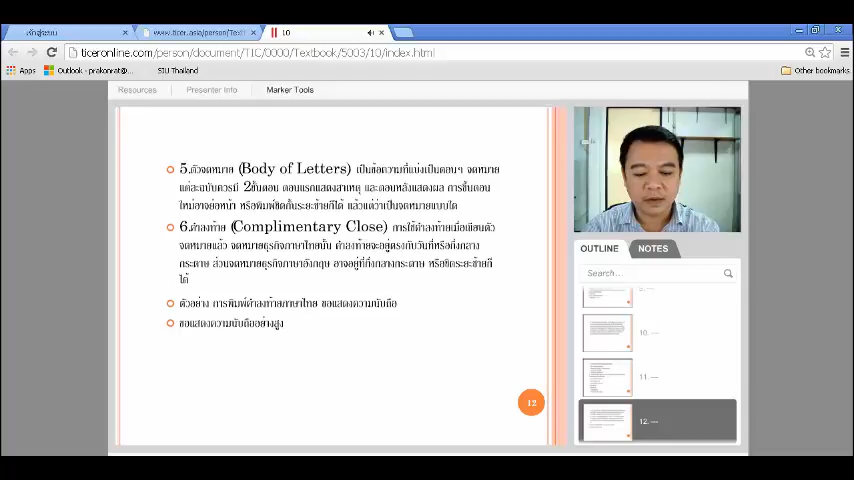 เข้าสู่ระบบ
www.ticer.asia/person/Text
10
ticeronline.com/person/document/TIC/0000/Textbook/5003/10/index.html
Apps
Outlook - prakonrat@...
SIU Thailand
Other bookmarks
Resources
Presenter Info
Marker Tools
5.ตัวจดหมาย (Body of Letters) เป็นข้อความที่แบ่งเป็นตอนๆ จดหมาย
แต่ละฉบับควรมี 2ขั้นตอน ตอนแรกแสดงสาเหตุ และตอนหลังแสดงผล การขึ้นตอน
ใหม่อาจย่อหน้า หรือพิมพ์ชิดกั้นระยะซ้ายก็ได้ แล้วแต่ว่าเป็นจดหมายแบบใด
6.คำลงท้าย (Complimentary Close) การใช้คำลงท้ายเมื่อเขียนตัว
จดหมายแล้ว จดหมายธุรกิจภาษาไทยนั้น คำลงท้ายจะอยู่ตรงกับวันที่หรือกึ่งกลาง
กระดาษ ส่วนจดหมายธุรกิจภาษาอังกฤษ อาจอยู่ที่กึ่งกลางกระดาษ หรือชิดระยะซ้ายก็
ได้
ตัวอย่าง การพิมพ์คำลงท้ายภาษาไทย ขอแสดงความนับถือ
ขอแสดงความนับถืออย่างสูง
12
OUTLINE
NOTES
Search...
10. ---
11. ---
12. ---